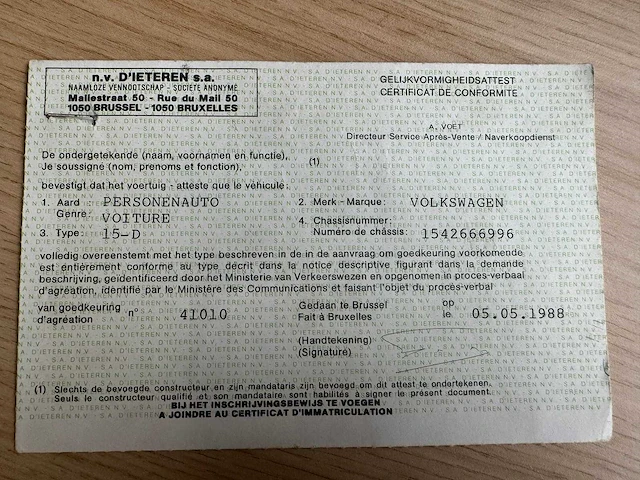 n.v. D'IETEREN s.a.
NAAMLOZE VENNOOTSCHAP - SOCIÉTÉ ANONYME
Maliestraat 50 - Rue du Mail 50
1050 BRUSSEL - 1050 BRUXELLES
GELIJKVORMIGHEIDSATTEST
CERTIFICAT DE CONFORMITE
A. VOET
Directeur Service Après-Vente / Naverkoopdienst
De ondergetekende (naam, voornamen en functie),
Je soussigné (nom, prenoms et fonction),
(1)
bevestigt dat het voertuig - atteste que le véhicule:
1. Aard : PERSONENAUTO
Genre: VOITURE
2. Merk - Marque: VOLKSWAGEN
3. Type: 15-D
4. Chassisnummer:
Numéro de châssis: 1542666996
volledig overeenstemt met het type beschreven in de in aanvraag om goedkeuring voorkomende
est entièrement conforme au type décrit dans la notice descriptive figurant dans la demande
beschrijving, geïdentificeerd door het Ministerie van Verkeerswezen en opgenomen in proces-verbaal
d'agréation, identifié par le Ministère des Communications et faisant l'objet du procès-verbal
van goedkeuring
d'agréation n° 41010
Gedaan te Brussel op
Fait à Bruxelles le 05.05.1988
(Handtekening)
(Signature)
(1) Slechts de bevoegde constructeur en zijn mandataris zijn bevoegd om dit attest te ondertekenen.
Seuls le constructeur qualifié et son mandataire sont habilités à signer le présent document.
BIJ HET INSCHRIJVINGSBEWIJS TE VOEGEN
A JOINDRE AU CERTIFICAT D'IMMATRICULATION